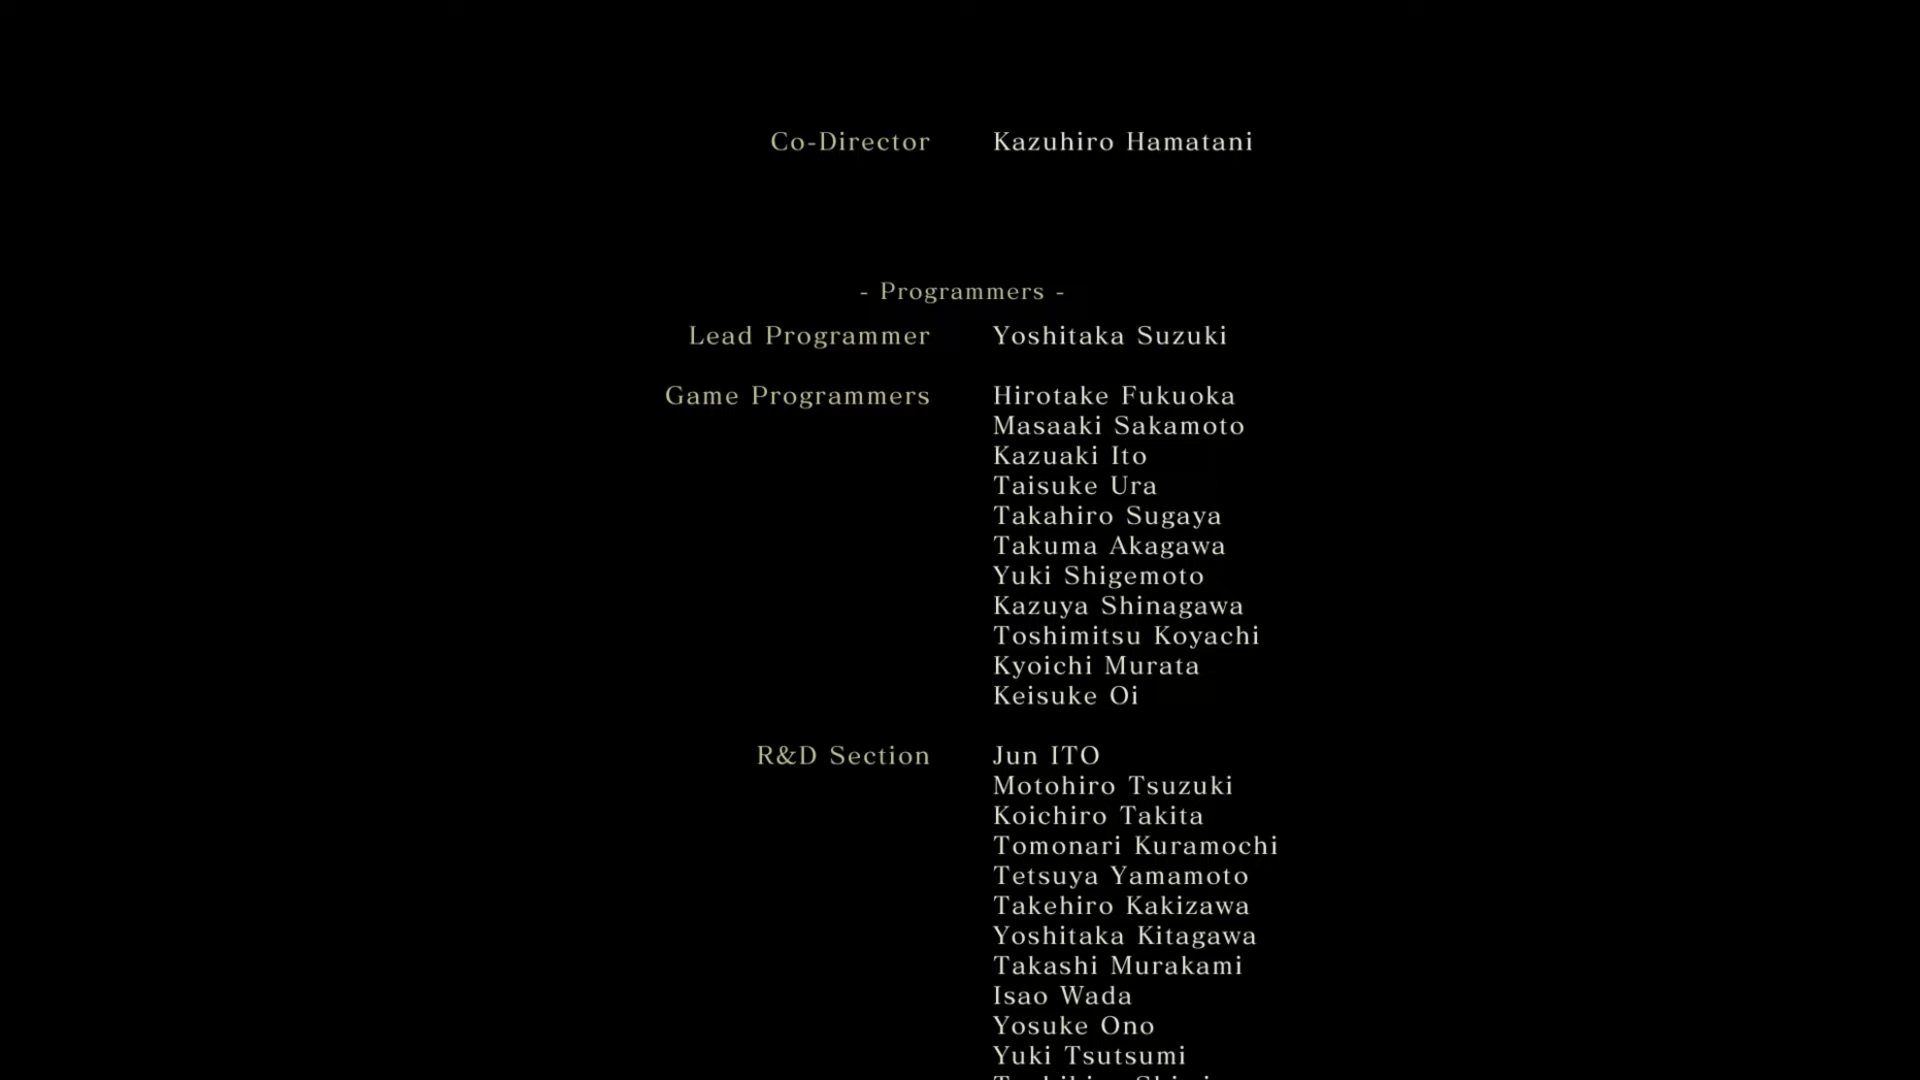 Co-Director Kazuhiro Hamatani
- Programmers -
Lead Programmer Yoshitaka Suzuki
Game Programmers Hirotake Fukuoka
Masaaki Sakamoto
Kazuaki Ito
Taisuke Ura
Takahiro Sugaya
Takuma Akagawa
Yuki Shigemoto
Kazuya Shinagawa
Toshimitsu Koyachi
Kyoichi Murata
Keisuke Oi
R&D Section Jun ITO
Motohiro Tsuzuki
Koichiro Takita
Tomonari Kuramochi
Tetsuya Yamamoto
Takehiro Kakizawa
Yoshitaka Kitagawa
Takashi Murakami
Isao Wada
Yosuke Ono
Yuki Tsutsumi